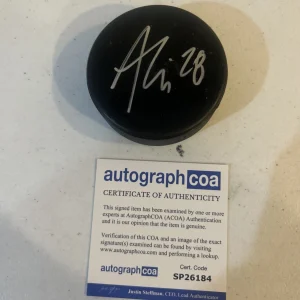 28
autographcoa
CERTIFICATE OF AUTHENTICITY
This signed item has been examined by one or more
experts at AutographCOA (ACOA) Authentication
and it is our opinion that the item is genuine.
Verification of this COA and an image of the exact
signature(s) examined can be found by visiting
www.autographcoa.com and performing a lookup.
autographcoa
Cert. Code
SP26184
Justin Steffman, CEO, Lead Authenticator